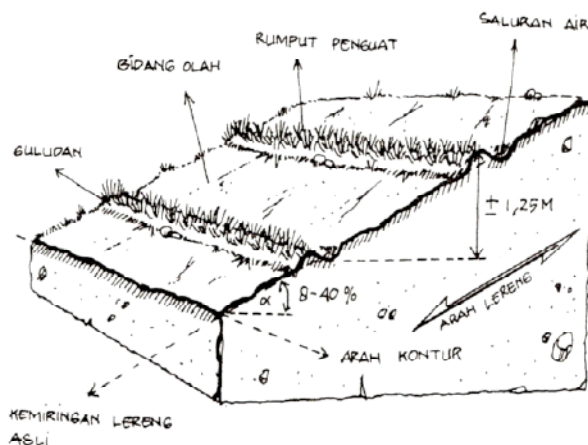 SALURAN AIR
RUMPUT PENGUAT
BIDANG OLAH
GULUDAN
± 1,25M
α 8-40 %
ARAH LERENG
ARAH KONTUR
KEMIRINGAN LERENG
ASLI